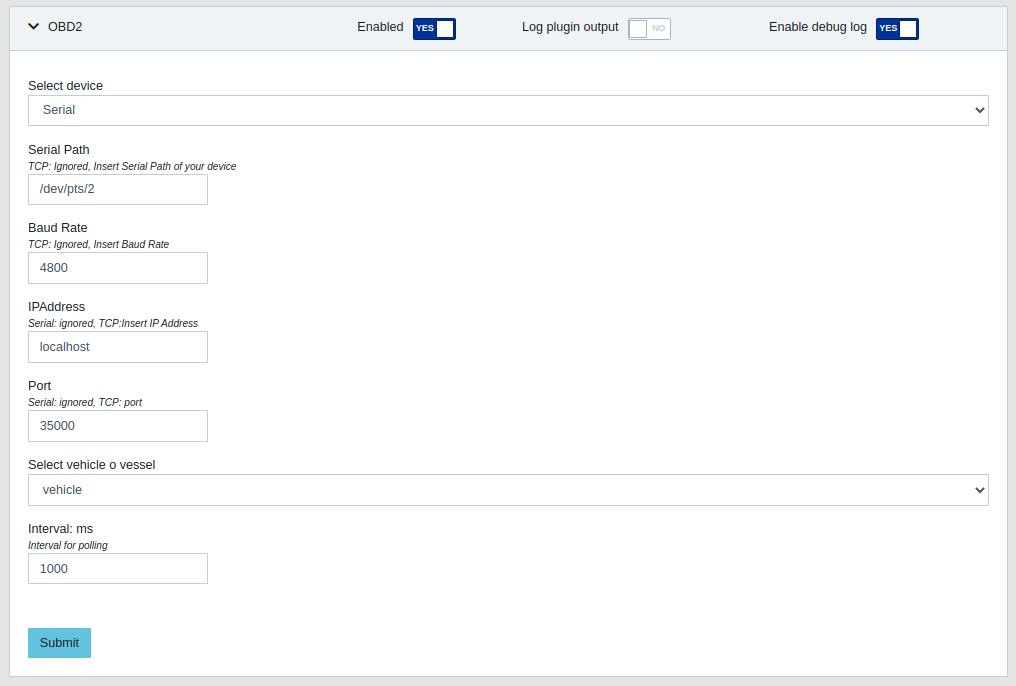 OBD2 Enabled YES Log plugin output NO Enable debug log YES
Select device
Serial
Serial Path
TCP: Ignored, Insert Serial Path of your device
/dev/pts/2
Baud Rate
TCP: Ignored, Insert Baud Rate
4800
IPAddress
Serial: ignored, TCP:Insert IP Address
localhost
Port
Serial: ignored, TCP: port
35000
Select vehicle o vessel
vehicle
Interval: ms
Interval for polling
1000
Submit